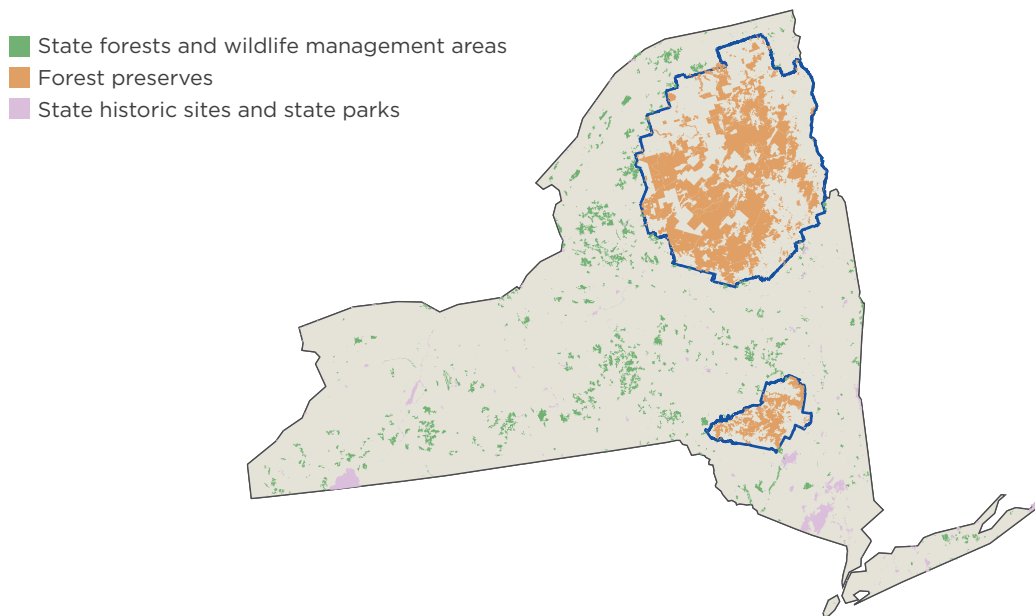 State forests and wildlife management areas
Forest preserves
State historic sites and state parks